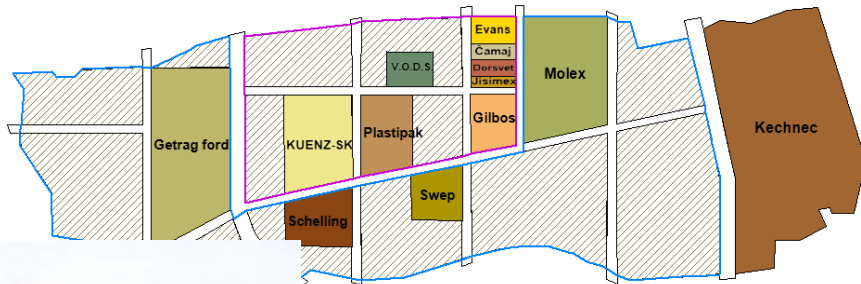 Evans
Čamaj
V.O.D.S.
Dorsvet
Molex
Jisimex
Gilbos
Plastipak
Kechnec
KUENZ-SK
Getrag ford
Swep
Schelling